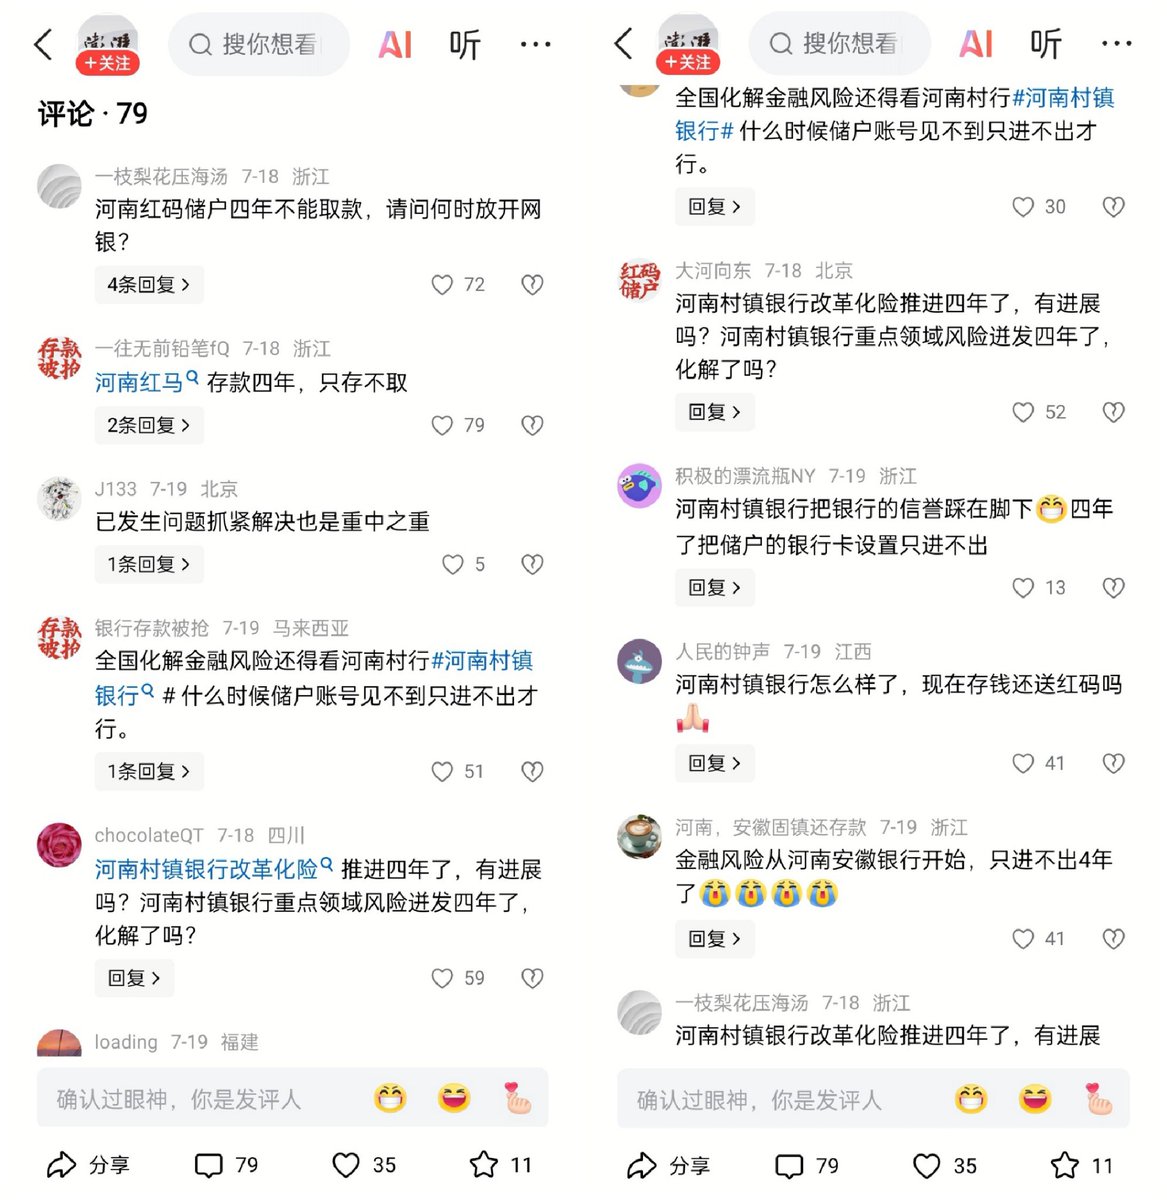 澎湃
+关注
搜你想看
AI
听
评论·79
一枝梨花压海汤 7-18 浙江
河南红码储户四年不能取款，请问何时放开网
银？
4条回复 >
72
存款
被抢
一往无前铅笔fQ 7-18 浙江
河南红马 存款四年，只存不取
2条回复 >
79
J133 7-19 北京
已发生问题抓紧解决也是重中之重
1条回复 >
5
存款
被抢
银行存款被抢 7-19 马来西亚
全国化解金融风险还得看河南村行#河南村镇
银行 # 什么时候储户账号见不到只进不出才
行。
1条回复 >
51
chocolateQT 7-18 四川
河南村镇银行改革化险 推进四年了，有进展
吗？河南村镇银行重点领域风险迸发四年了，
化解了吗？
回复 >
59
loading 7-19 福建
确认过眼神，你是发评人
分享
79
35
11
澎湃
+关注
搜你想看
AI
听
全国化解金融风险还得看河南村行#河南村镇
银行# 什么时候储户账号见不到只进不出才
行。
回复 >
30
红码
储户
大河向东 7-18 北京
河南村镇银行改革化险推进四年了，有进展
吗？河南村镇银行重点领域风险迸发四年了，
化解了吗？
回复 >
52
积极的漂流瓶NY 7-19 浙江
河南村镇银行把银行的信誉踩在脚下😁四年
了把储户的银行卡设置只进不出
回复 >
13
人民的钟声 7-19 江西
河南村镇银行怎么样了，现在存钱还送红码吗
🙏
回复 >
41
河南，安徽固镇还存款 7-19 浙江
金融风险从河南安徽银行开始，只进不出4年
了😭😭😭😭
回复 >
41
一枝梨花压海汤 7-18 浙江
河南村镇银行改革化险推进四年了，有进展
确认过眼神，你是发评人
分享
79
35
11